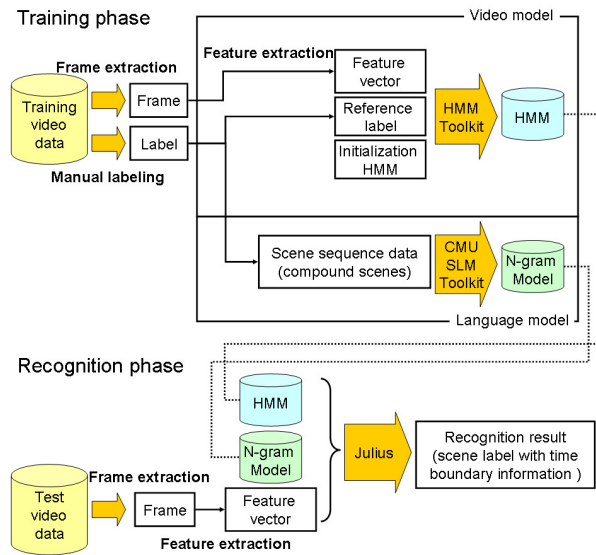 Training phase
Video model
Frame extraction
Feature extraction
Training
video
data
Frame
Label
Manual labeling
Feature
vector
Reference
label
Initialization
HMM
HMM
Toolkit
HMM
Scene sequence data
(compound scenes)
CMU
SLM
Toolkit
N-gram
Model
Language model
Recognition phase
HMM
N-gram
Model
Julius
Recognition result
(scene label with time
boundary information )
Frame extraction
Test
video
data
Frame
Feature
vector
Feature extraction